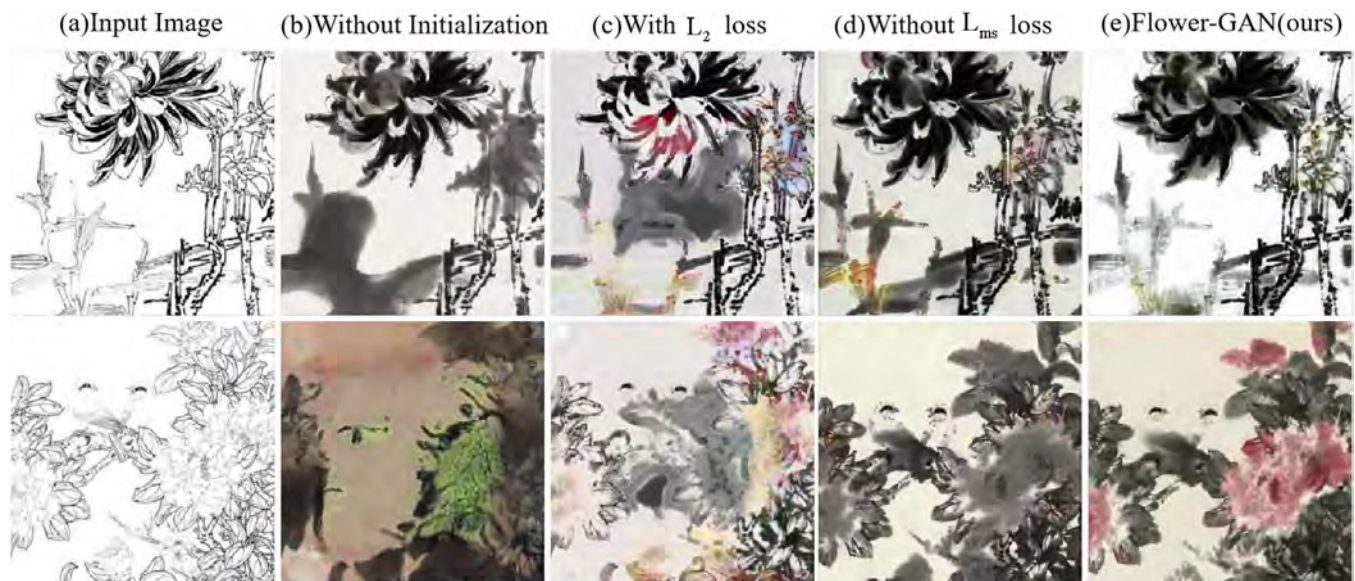 (a)Input Image
(b)Without Initialization
(c)With L₂ loss
(d)Without Lₘₛ loss
(e)Flower-GAN(ours)